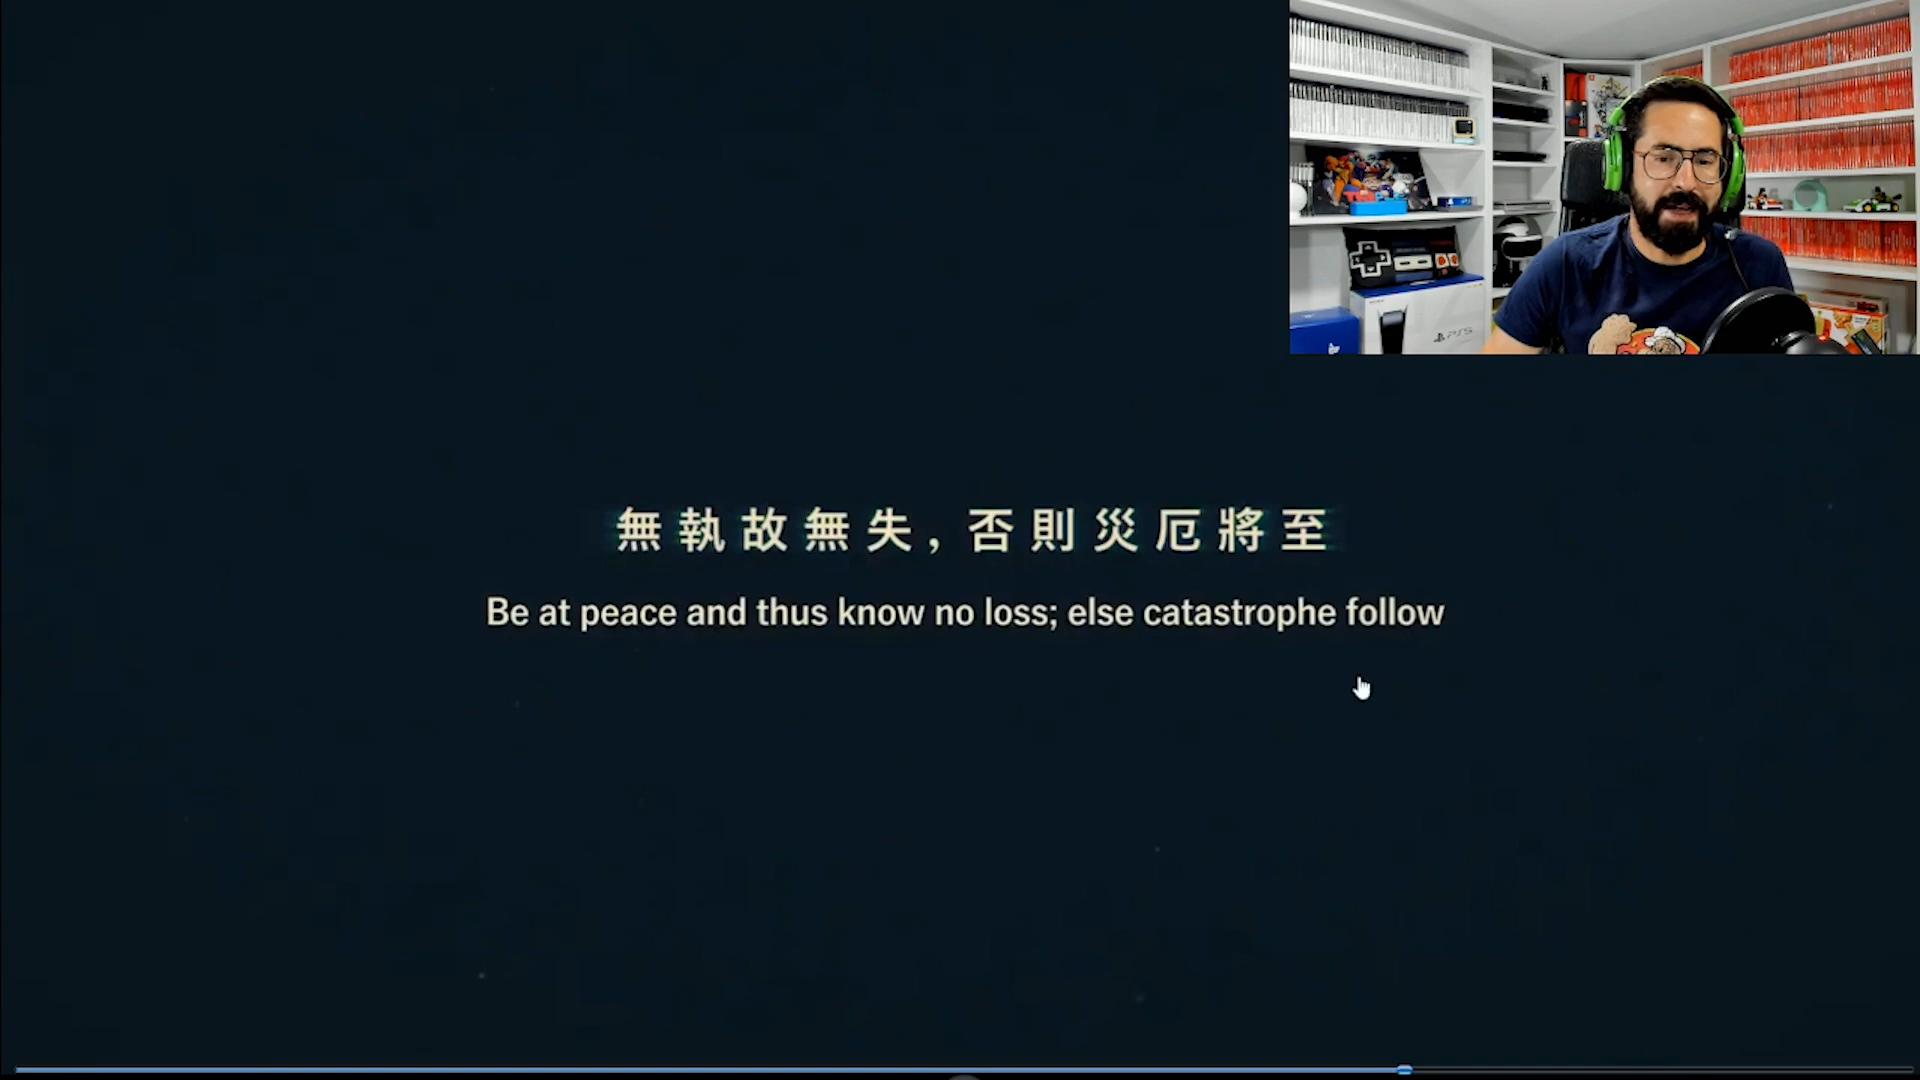 PS5
無執故無失，否則災厄將至
Be at peace and thus know no loss; else catastrophe follow